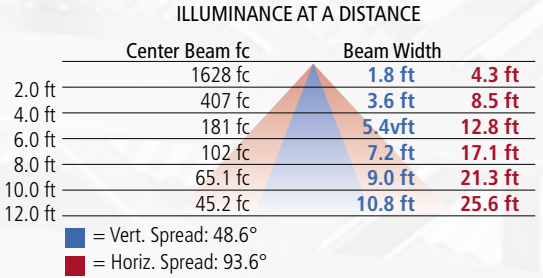 ILLUMINANCE AT A DISTANCE
Center Beam fc Beam Width
2.0 ft 1628 fc 1.8 ft 4.3 ft
4.0 ft 407 fc 3.6 ft 8.5 ft
6.0 ft 181 fc 5.4vft 12.8 ft
8.0 ft 102 fc 7.2 ft 17.1 ft
10.0 ft 65.1 fc 9.0 ft 21.3 ft
12.0 ft 45.2 fc 10.8 ft 25.6 ft
= Vert. Spread: 48.6°
= Horiz. Spread: 93.6°